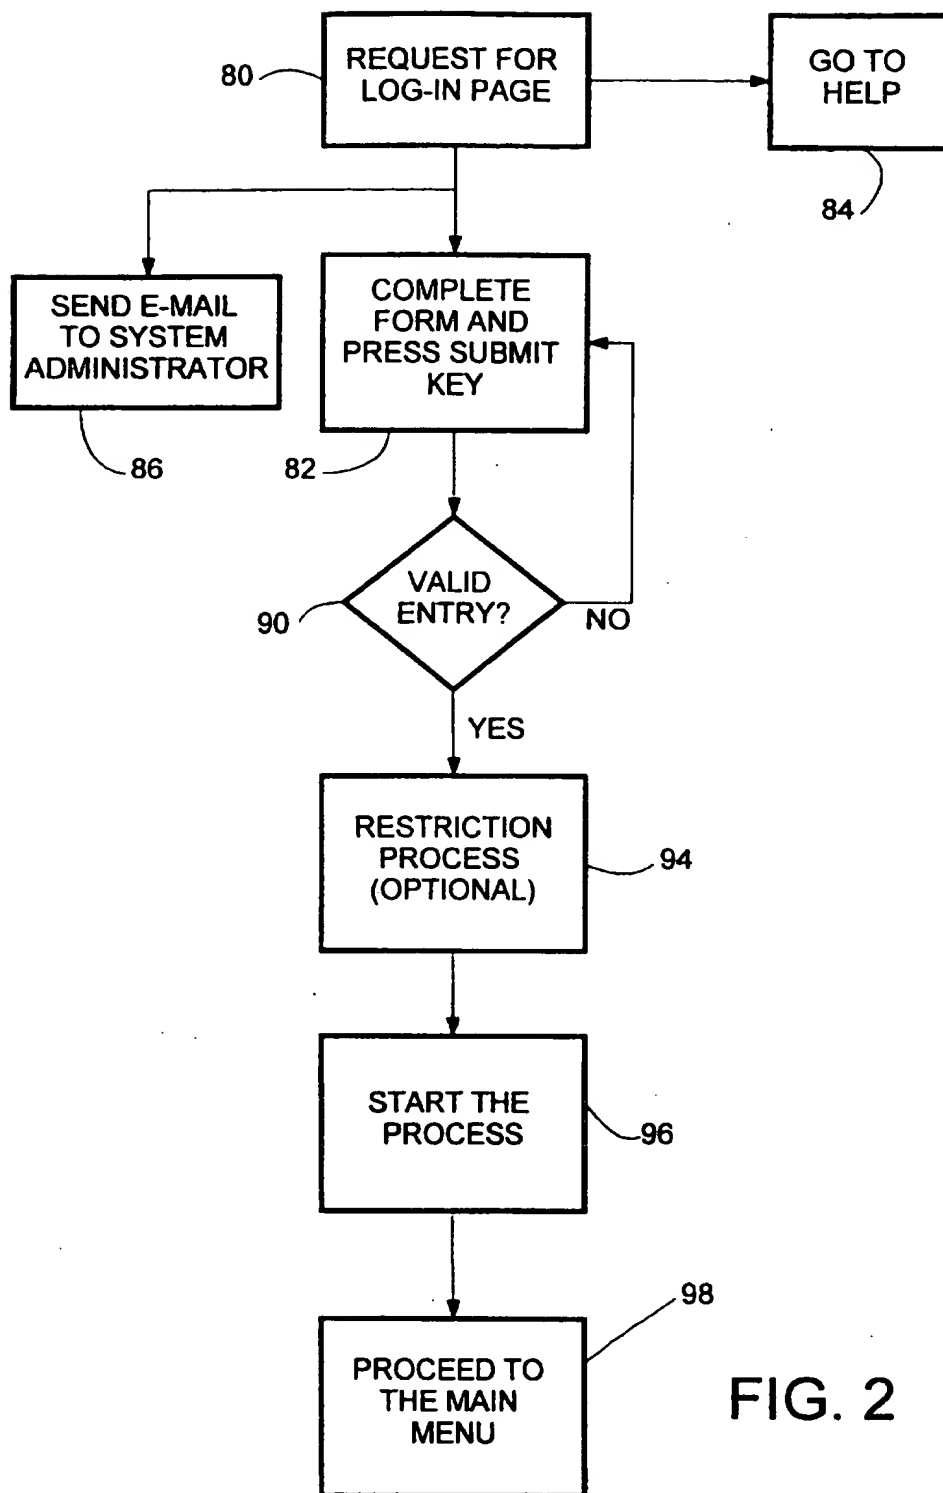 80
REQUEST FOR
LOG-IN PAGE
GO TO
HELP
84
SEND E-MAIL
TO SYSTEM
ADMINISTRATOR
86
COMPLETE
FORM AND
PRESS SUBMIT
KEY
82
90
VALID
ENTRY?
NO
YES
RESTRICTION
PROCESS
(OPTIONAL)
94
START THE
PROCESS
96
98
PROCEED TO
THE MAIN
MENU
FIG. 2